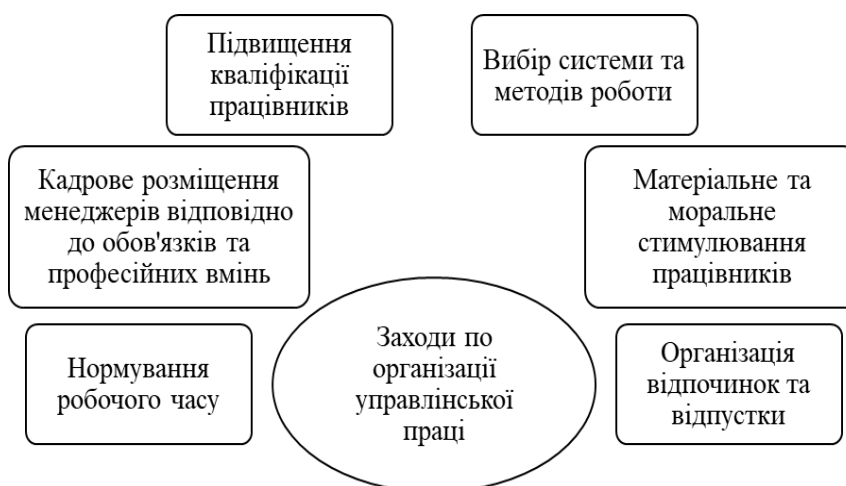 Підвищення
кваліфікації
працівників
Вибір системи та
методів роботи
Кадрове розміщення
менеджерів відповідно
до обов'язків та
професійних вмінь
Матеріальне та
моральне
стимулювання
працівників
Нормування
робочого часу
Заходи по
організації
управлінської
праці
Організація
відпочинок та
відпустки